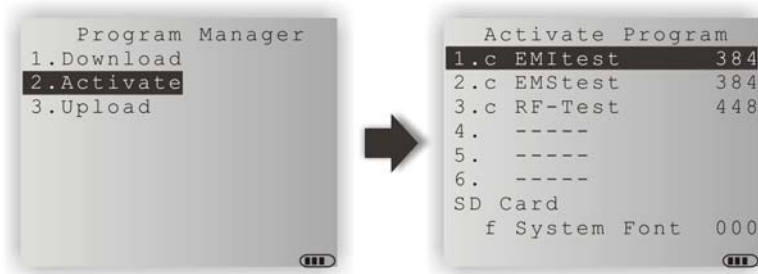 Program Manager
1.Download
2.Activate
3.Upload
Activate Program
1.c EMItest 384
2.c EMStest 384
3.c RF-Test 448
4. -----
5. -----
6. -----
SD Card
f System Font 000